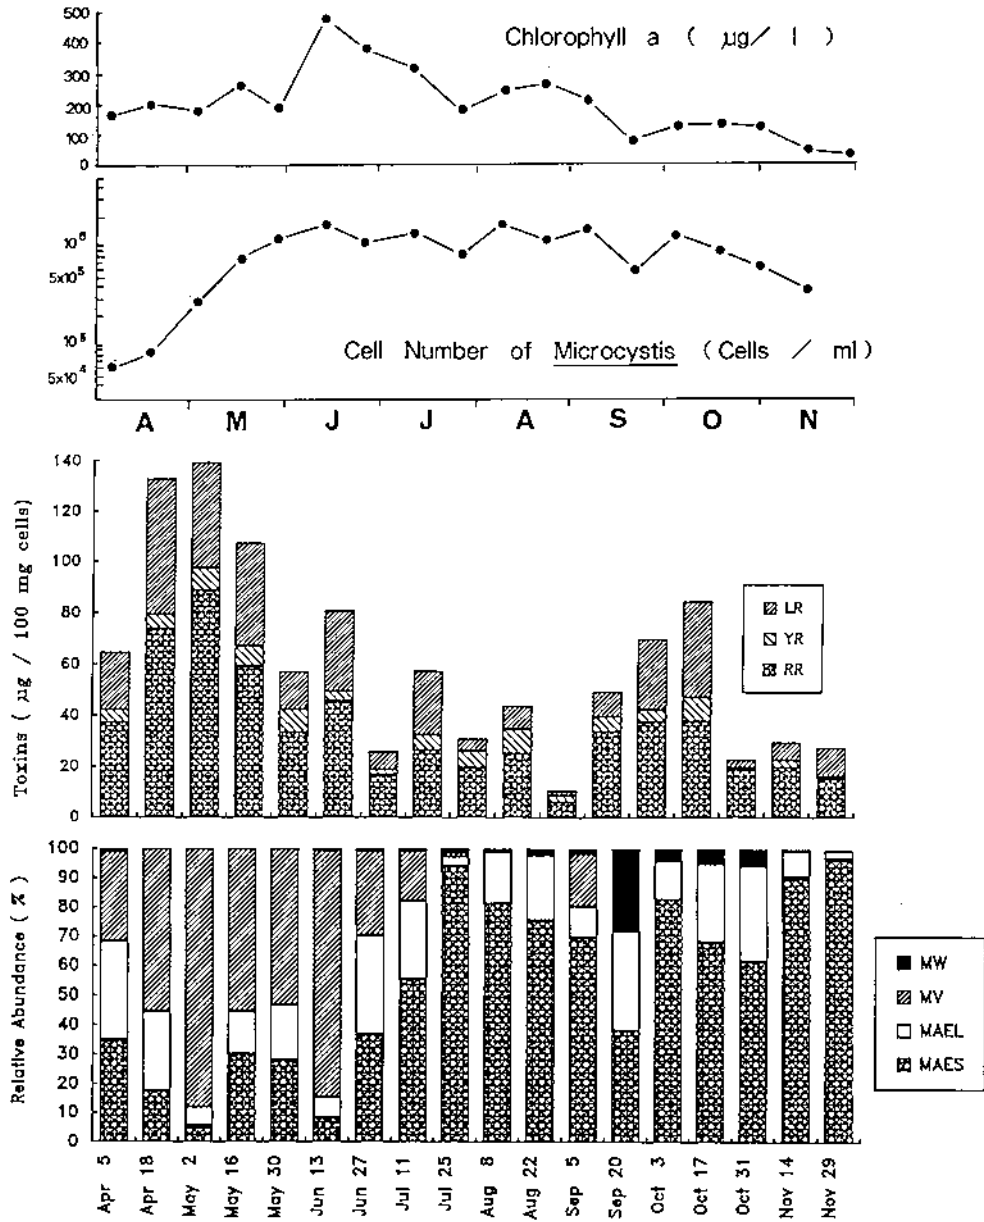 Chlorophyll a ( µg/ l )
500
400
300
200
100
0
10⁶
5x10⁵
10⁵
5x10⁴
Cell Number of Microcystis (Cells / ml)
A M J J A S O N
Toxins ( µg / 100 mg cells)
140
120
100
80
60
40
20
0
LR
YR
RR
Relative Abundance ( % )
100
90
80
70
60
50
40
30
20
10
0
MW
MV
MAEL
MAES
Apr 5
Apr 18
May 2
May 16
May 30
Jun 13
Jun 27
Jul 11
Jul 25
Aug 8
Aug 22
Sep 5
Sep 20
Oct 3
Oct 17
Oct 31
Nov 14
Nov 29